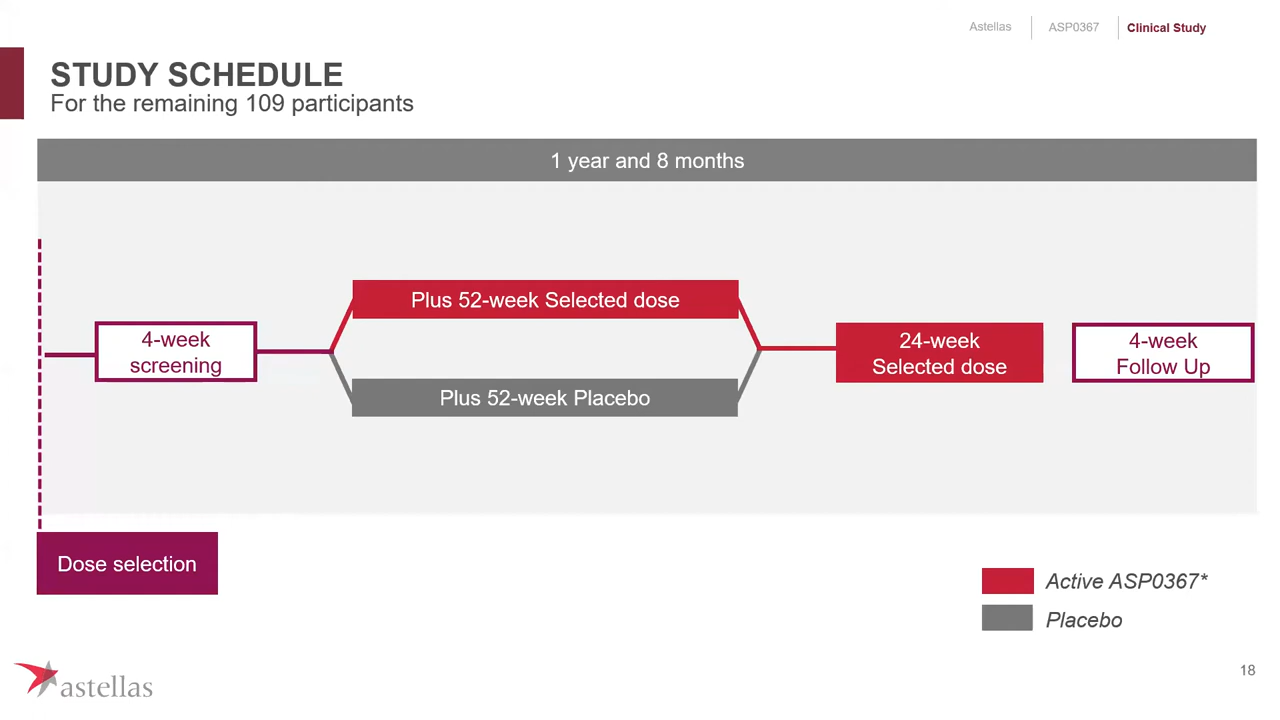 Astellas
ASP0367
Clinical Study
STUDY SCHEDULE
For the remaining 109 participants
1 year and 8 months
Plus 52-week Selected dose
4-week
screening
24-week
Selected dose
4-week
Follow Up
Plus 52-week Placebo
Dose selection
Active ASP0367*
Placebo
astellas
18